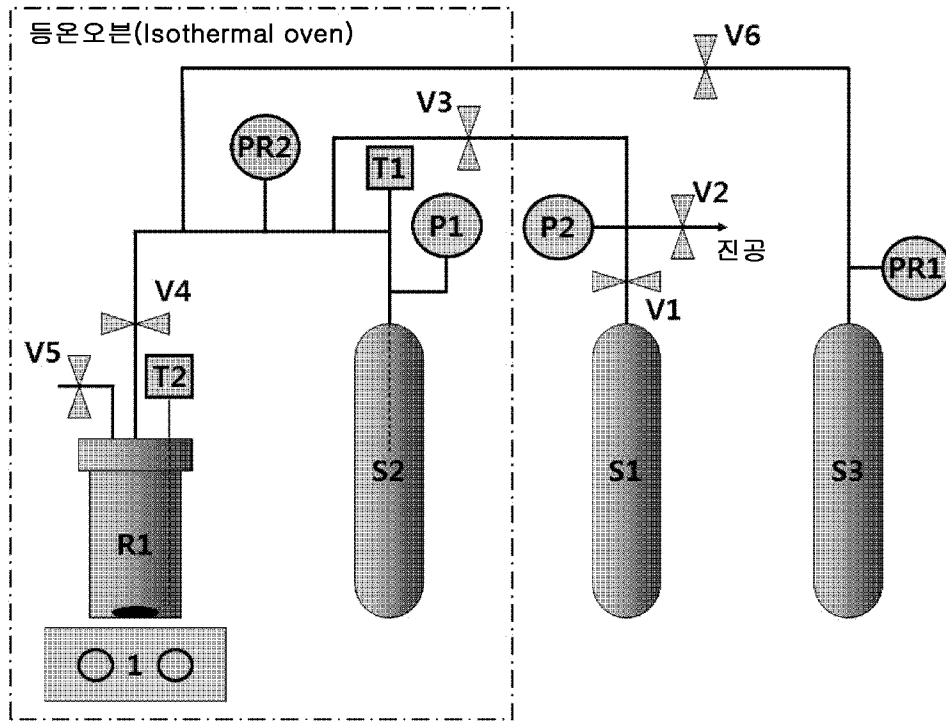 등온오븐(Isothermal oven)
V6
V3
PR2
T1
V2
P1
P2
진공
PR1
V4
V1
V5
T2
S2
S1
S3
R1
1